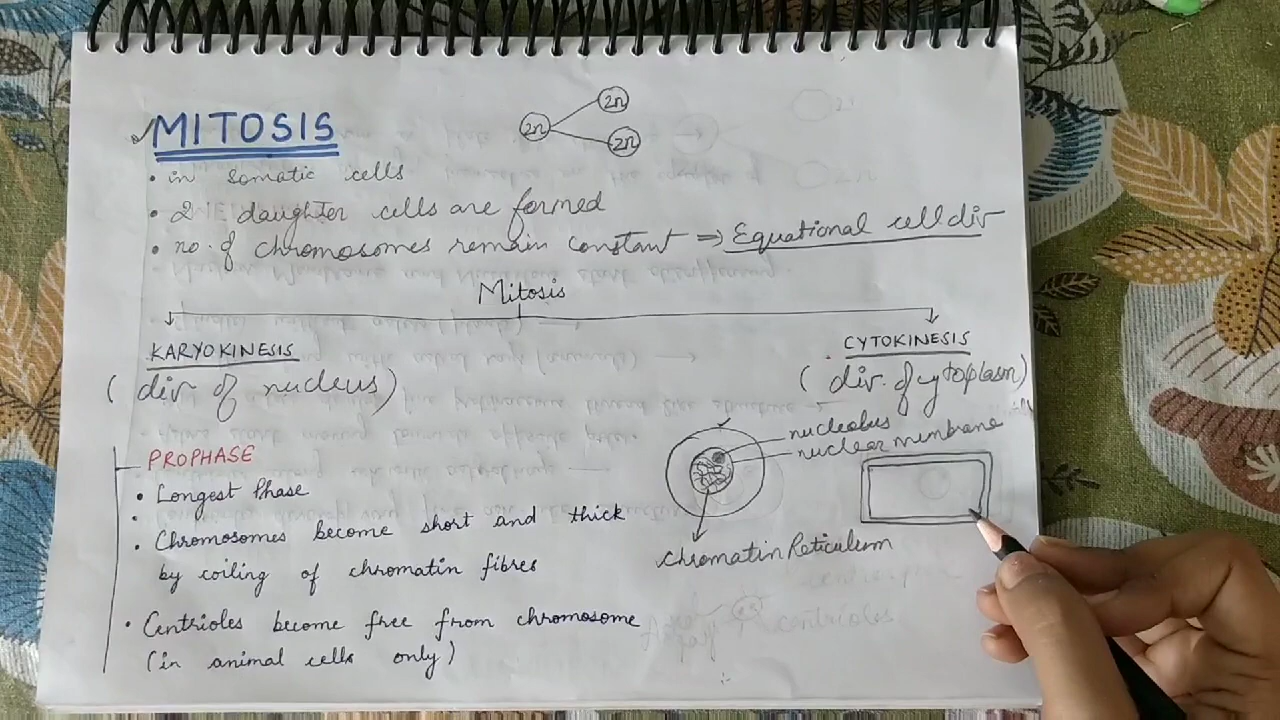 MITOSIS
2n
2n
2n
• in somatic cells
• 2 daughter cells are formed
• no. of chromosomes remain constant ⇒ Equational cell div
Mitosis
KARYOKINESIS
(div of nucleus)
CYTOKINESIS
(div. of cytoplasm)
PROPHASE
• Longest Phase
• Chromosomes become short and thick
by coiling of chromatin fibres
• Centrioles become free from chromosome
(in animal cells only)
nucleolus
nuclear membrane
chromatin Reticulum